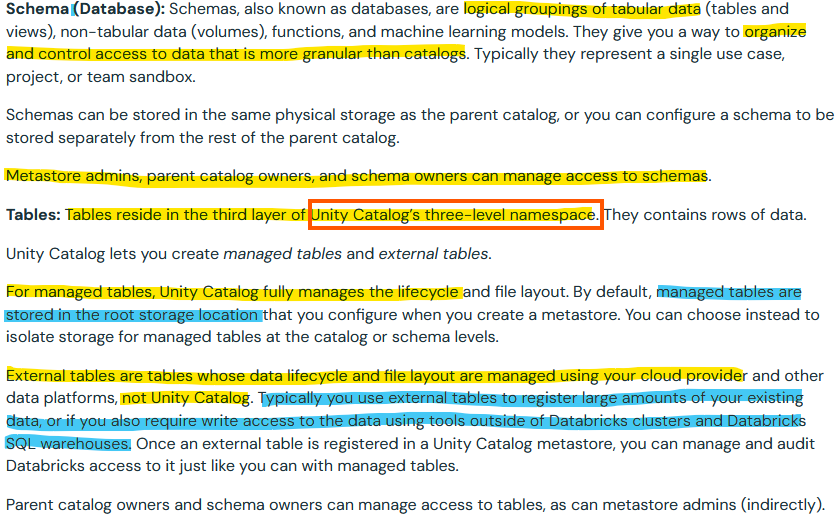 Schema (Database): Schemas, also known as databases, are logical groupings of tabular data (tables and
views), non-tabular data (volumes), functions, and machine learning models. They give you a way to organize
and control access to data that is more granular than catalogs. Typically they represent a single use case,
project, or team sandbox.
Schemas can be stored in the same physical storage as the parent catalog, or you can configure a schema to be
stored separately from the rest of the parent catalog.
Metastore admins, parent catalog owners, and schema owners can manage access to schemas.
Tables: Tables reside in the third layer of Unity Catalog’s three-level namespace. They contains rows of data.
Unity Catalog lets you create managed tables and external tables.
For managed tables, Unity Catalog fully manages the lifecycle and file layout. By default, managed tables are
stored in the root storage location that you configure when you create a metastore. You can choose instead to
isolate storage for managed tables at the catalog or schema levels.
External tables are tables whose data lifecycle and file layout are managed using your cloud provider and other
data platforms, not Unity Catalog. Typically you use external tables to register large amounts of your existing
data, or if you also require write access to the data using tools outside of Databricks clusters and Databricks
SQL warehouses. Once an external table is registered in a Unity Catalog metastore, you can manage and audit
Databricks access to it just like you can with managed tables.
Parent catalog owners and schema owners can manage access to tables, as can metastore admins (indirectly).